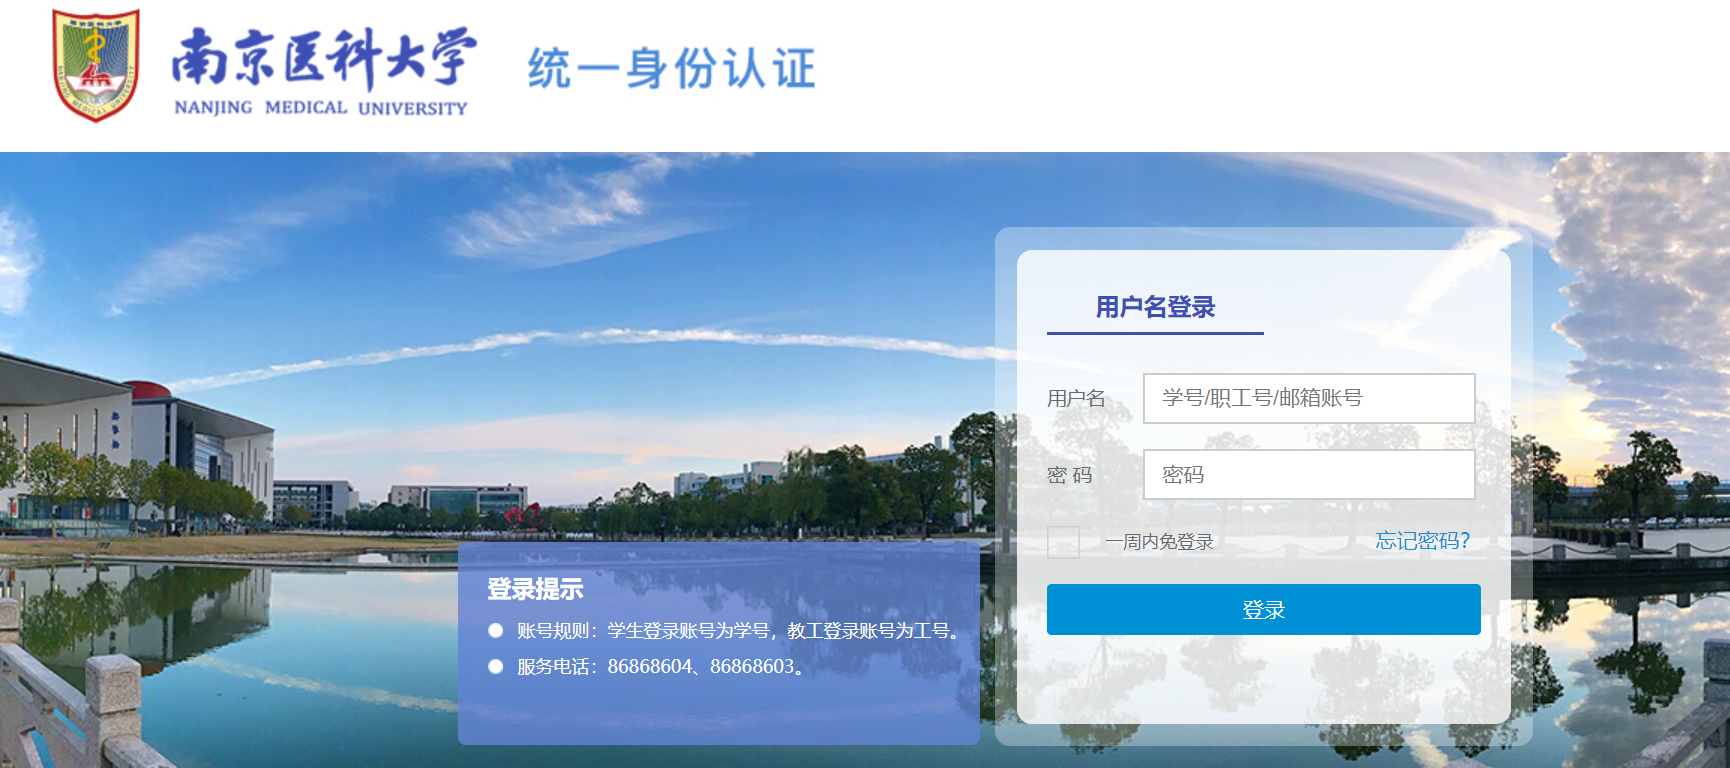 南京医科大学
NANJING MEDICAL UNIVERSITY
统一身份认证
用户名登录
用户名
学号/职工号/邮箱账号
密 码
密码
一周内免登录
忘记密码?
登录
登录提示
账号规则：学生登录账号为学号，教工登录账号为工号。
服务电话：86868604、86868603。